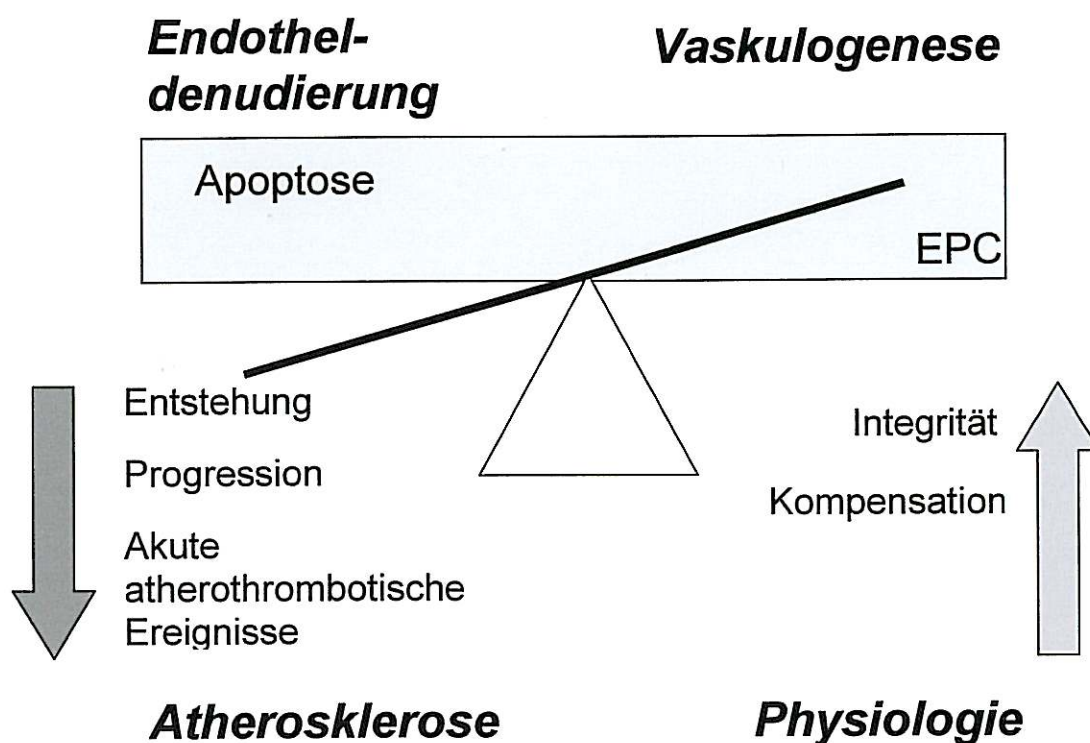 Endothel-
denudierung
Vaskulogenese
Apoptose
EPC
Entstehung
Progression
Akute
atherothrombotische
Ereignisse
Integrität
Kompensation
Atherosklerose
Physiologie